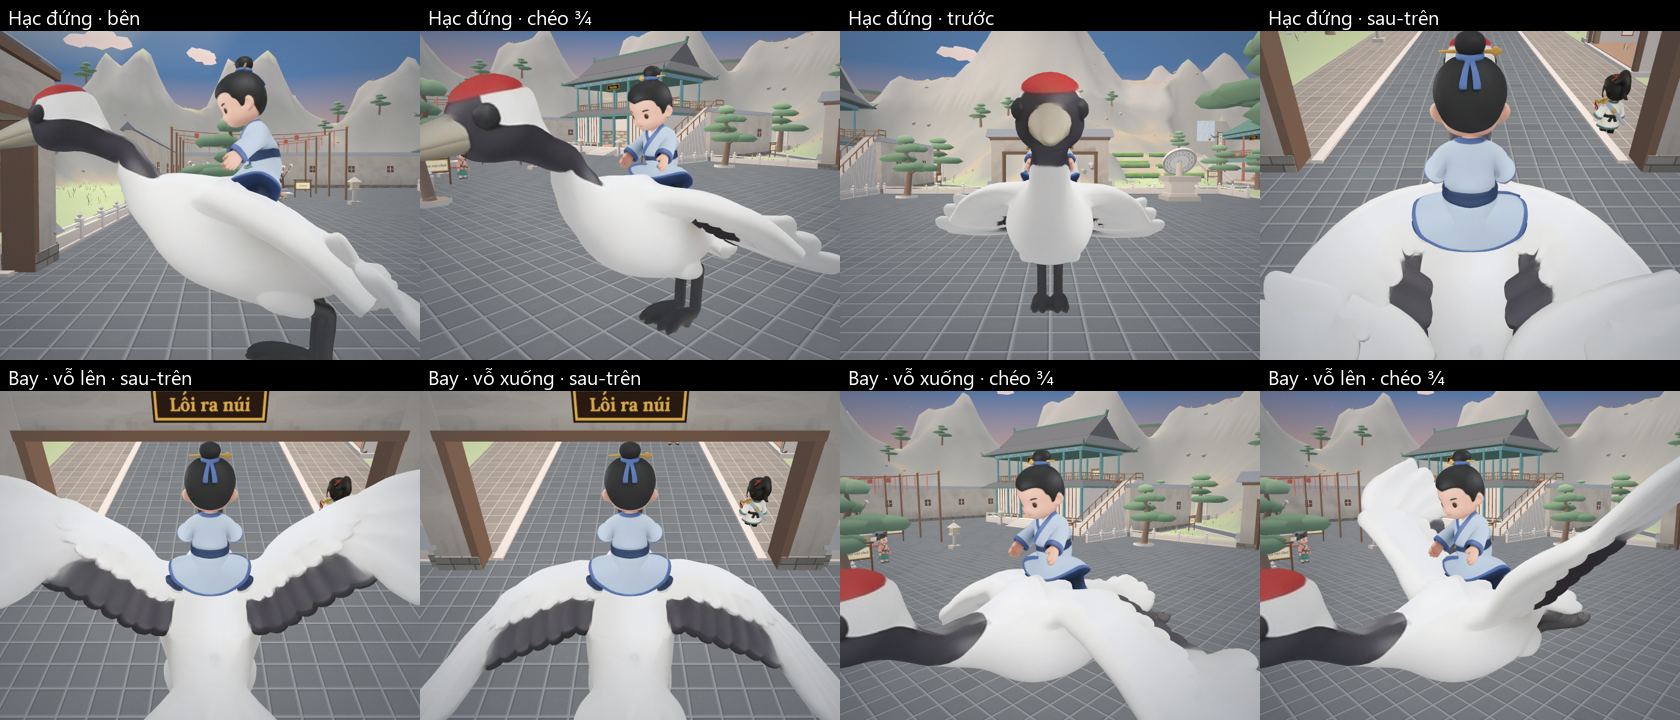 Hạc đứng · bên
Hạc đứng · chéo ¾
Hạc đứng · trước
Hạc đứng · sau-trên
Bay · vỗ lên · sau-trên
Bay · vỗ xuống · sau-trên
Bay · vỗ xuống · chéo ¾
Bay · vỗ lên · chéo ¾
Lối ra núi
Lối ra núi